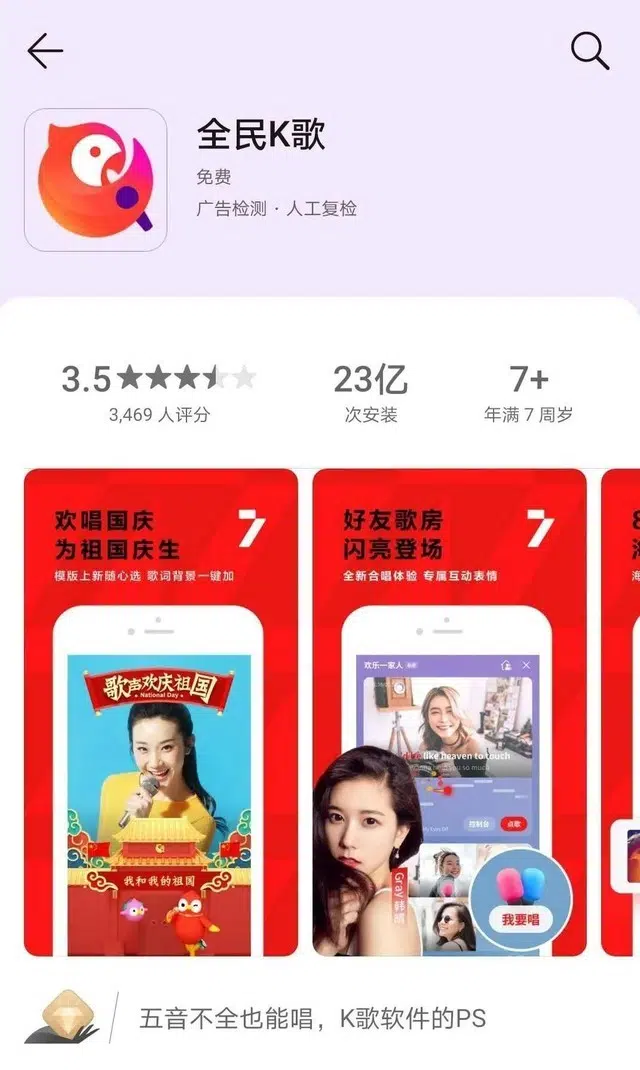 全民K歌
免费
广告检测 · 人工复检
3.5
3,469 人评分
23亿
次安装
7+
年满 7 周岁
欢唱国庆
为祖国庆生
7
模版上新随心选 歌词背景一键加
歌声欢庆祖国
National Day
我和我的祖国
好友歌房
闪亮登场
7
全新合唱体验 专属互动表情
欢乐一家人
like heaven to touch
you so much
控制台
点歌
Gray
我要唱
五音不全也能唱，K歌软件的PS